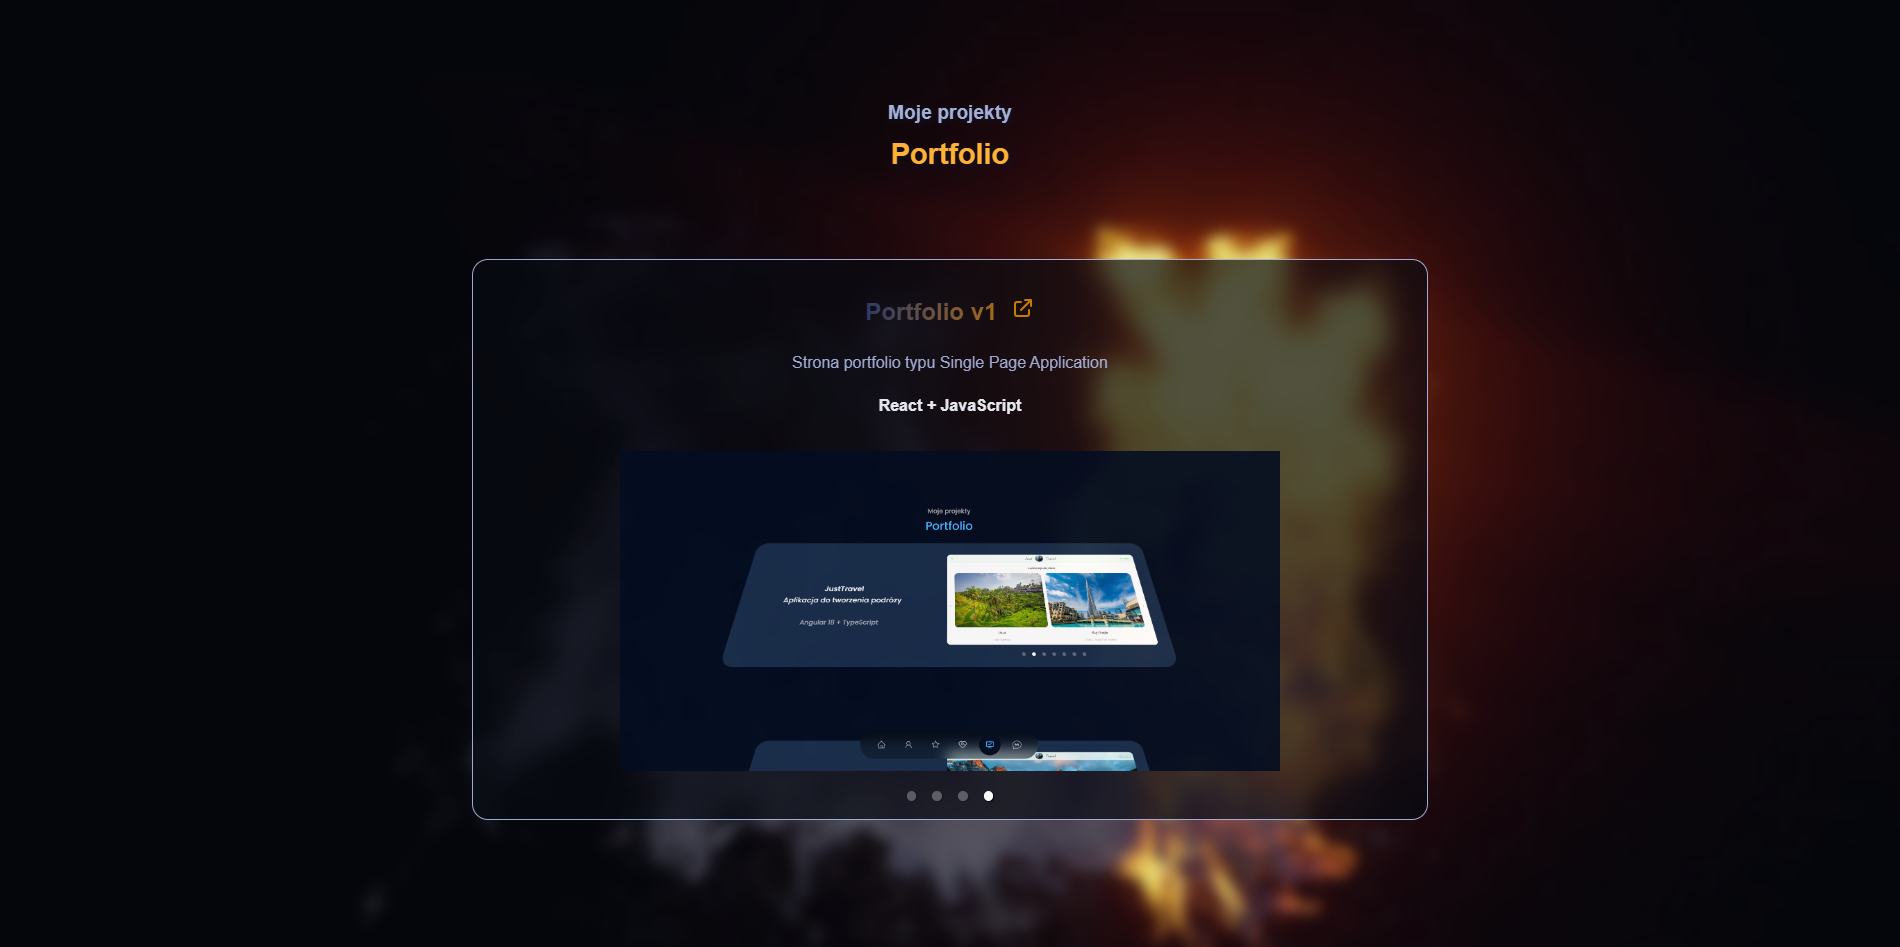 Moje projekty
Portfolio
Portfolio v1
Strona portfolio typu Single Page Application
React + JavaScript
Moje projekty
Portfolio
JustTravel
Aplikacja do tworzenia podróży
Angular 18 + TypeScript